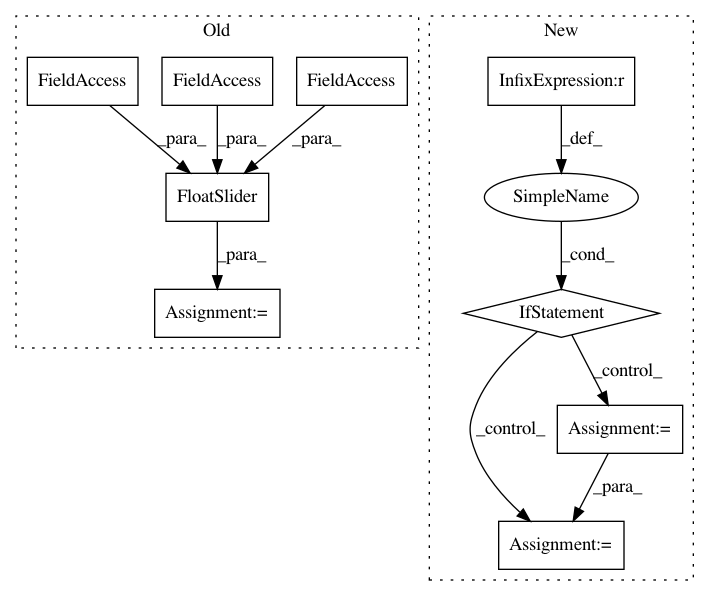 Old
New
FieldAccess
FieldAccess
FieldAccess
InfixExpression:r
_para_
_para_
_para_
_def_
FloatSlider
SimpleName
_para_
_cond_
Assignment:=
IfStatement
_control_
_control_
Assignment:=
_para_
Assignment:=